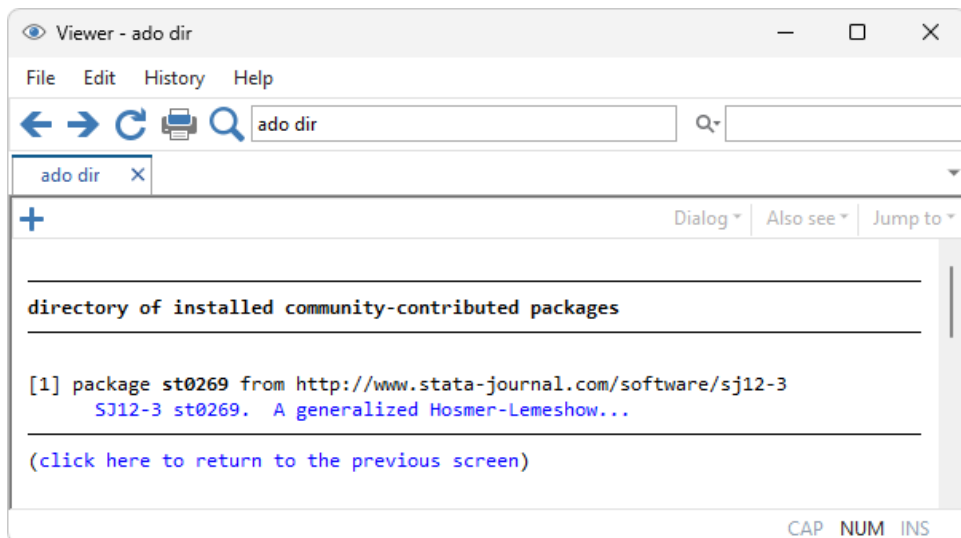 Viewer - ado dir
File Edit History Help
ado dir
ado dir
Dialog Also see Jump to
directory of installed community-contributed packages
[1] package st0269 from http://www.stata-journal.com/software/sj12-3
SJ12-3 st0269. A generalized Hosmer-Lemeshow...
(click here to return to the previous screen)
CAP NUM INS